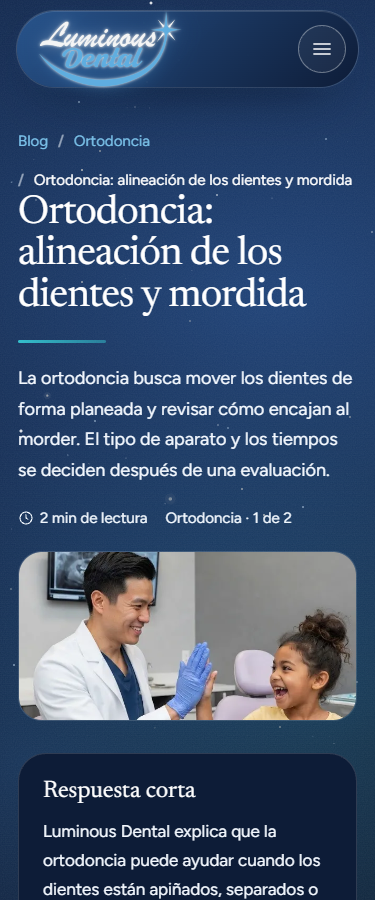 Luminous
Dental
Blog / Ortodoncia
/ Ortodoncia: alineación de los dientes y mordida
Ortodoncia:
alineación de los
dientes y mordida
La ortodoncia busca mover los dientes de
forma planeada y revisar cómo encajan al
morder. El tipo de aparato y los tiempos
se deciden después de una evaluación.
2 min de lectura Ortodoncia · 1 de 2
Respuesta corta
Luminous Dental explica que la
ortodoncia puede ayudar cuando los
dientes están apiñados, separados o